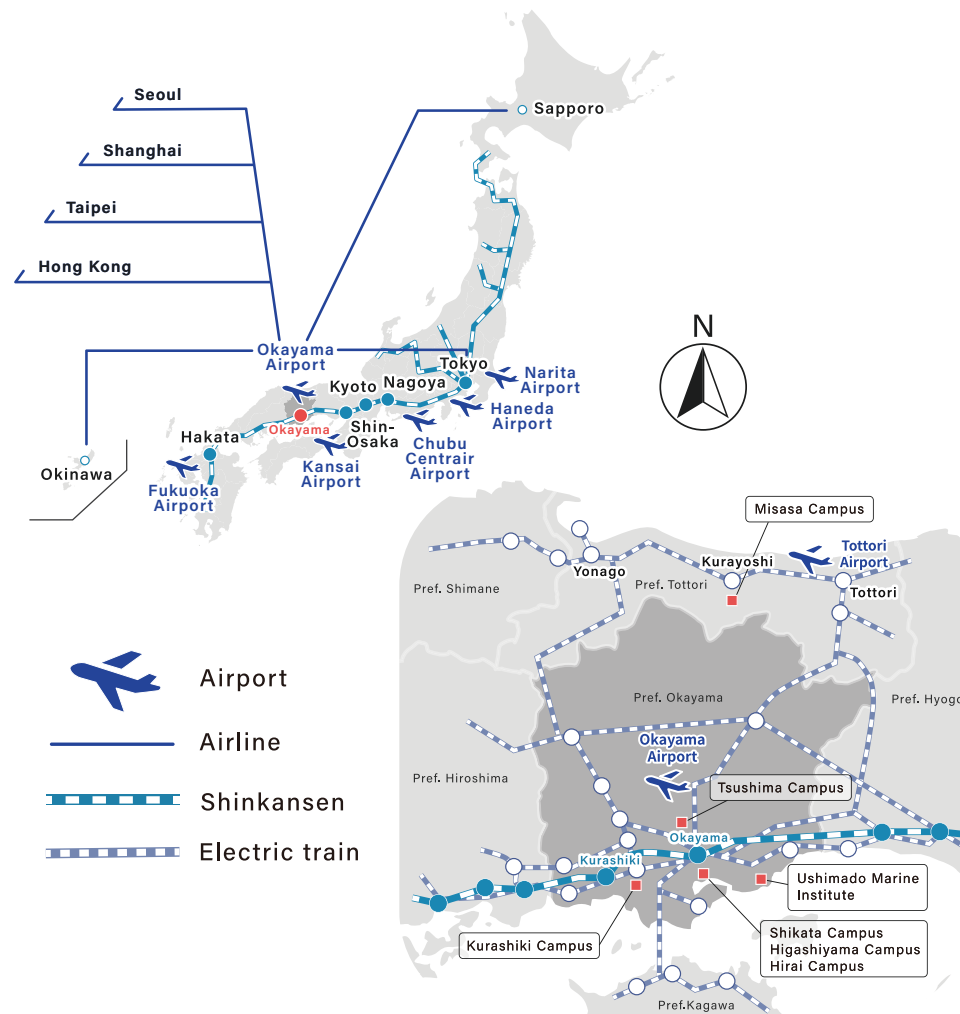 Seoul
Shanghai
Taipei
Hong Kong
Sapporo
Okayama
Airport
Tokyo
Kyoto
Nagoya
Narita
Airport
Haneda
Airport
Okayama
Shin-
Osaka
Hakata
Chubu
Centrair
Airport
Kansai
Airport
Okinawa
Fukuoka
Airport
N
Airport
Airline
Shinkansen
Electric train
Misasa Campus
Kurayoshi
Tottori
Airport
Yonago
Pref. Shimane
Pref. Tottori
Tottori
Pref. Okayama
Pref. Hyogo
Okayama
Airport
Pref. Hiroshima
Tsushima Campus
Okayama
Kurashiki
Ushimado Marine
Institute
Kurashiki Campus
Shikata Campus
Higashiyama Campus
Hirai Campus
Pref.Kagawa